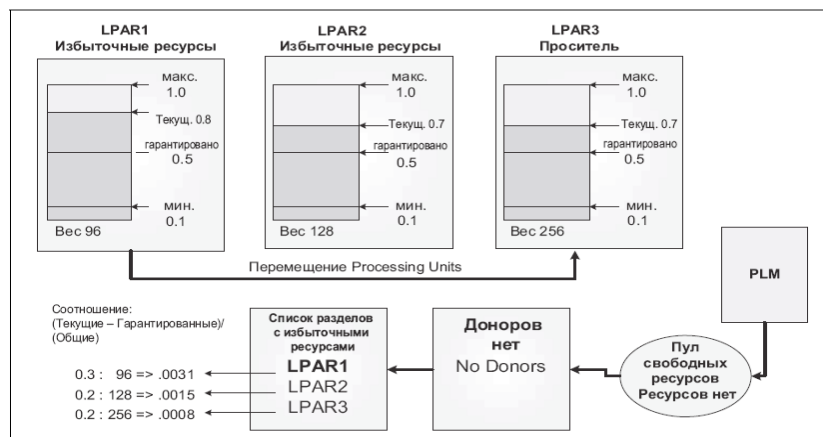 LPAR1
Избыточные ресурсы
макс.
1.0
Текущ. 0.8
гарантировано
0.5
мин.
0.1
Вес 96
LPAR2
Избыточные ресурсы
макс.
1.0
Текущ. 0.7
гарантировано
0.5
мин.
0.1
Вес 128
LPAR3
Проситель
макс.
1.0
Текущ. 0.7
гарантировано
0.5
мин.
0.1
Вес 256
Перемещение Processing Units
PLM
Пул
свободных
ресурсов
Ресурсов нет
Доноров
нет
No Donors
Список разделов
с избыточными
ресурсами
LPAR1
LPAR2
LPAR3
Соотношение:
(Текущие – Гарантированные)/
(Общие)
0.3 : 96 => .0031
0.2 : 128 => .0015
0.2 : 256 => .0008